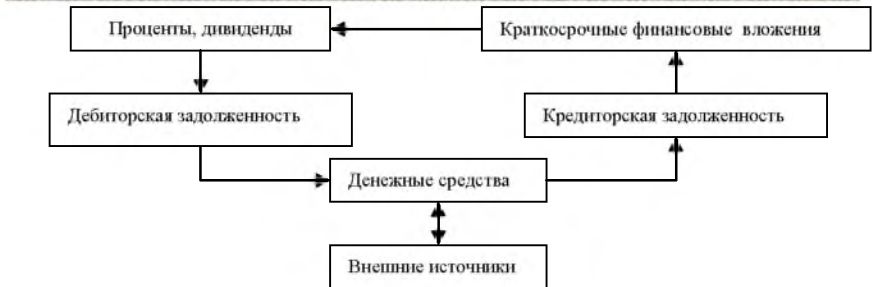 Проценты, дивиденды
Краткосрочные финансовые вложения
Дебиторская задолженность
Кредиторская задолженность
Денежные средства
Внешние источники